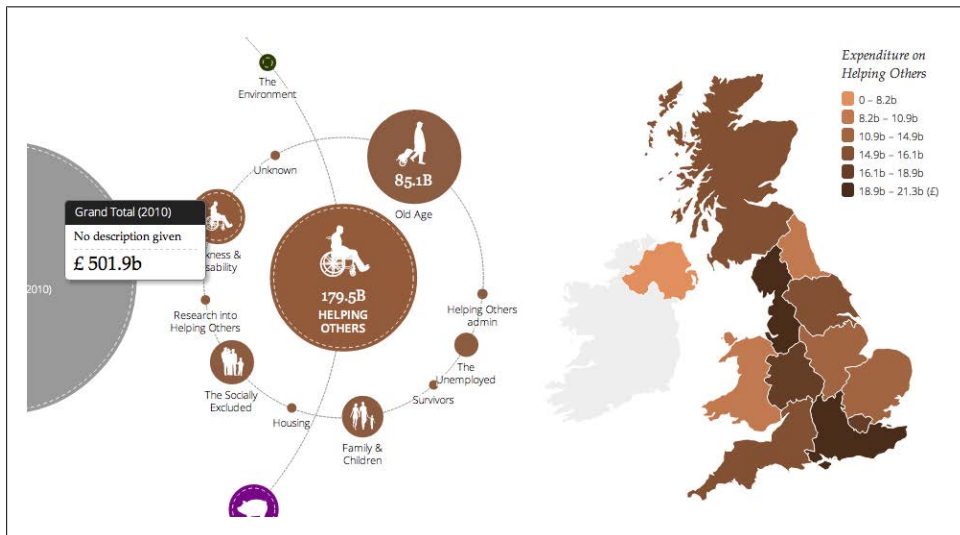 The
Environment
Unknown
85.1B
Old Age
Grand Total (2010)
No description given
£ 501.9b
2010)
kness &
sability
179.5B
HELPING
OTHERS
Research into
Helping Others
Helping Others
admin
The
Unemployed
The Socially
Excluded
Survivors
Housing
Family &
Children
Expenditure on
Helping Others
0 – 8.2b
8.2b – 10.9b
10.9b – 14.9b
14.9b – 16.1b
16.1b – 18.9b
18.9b – 21.3b (£)